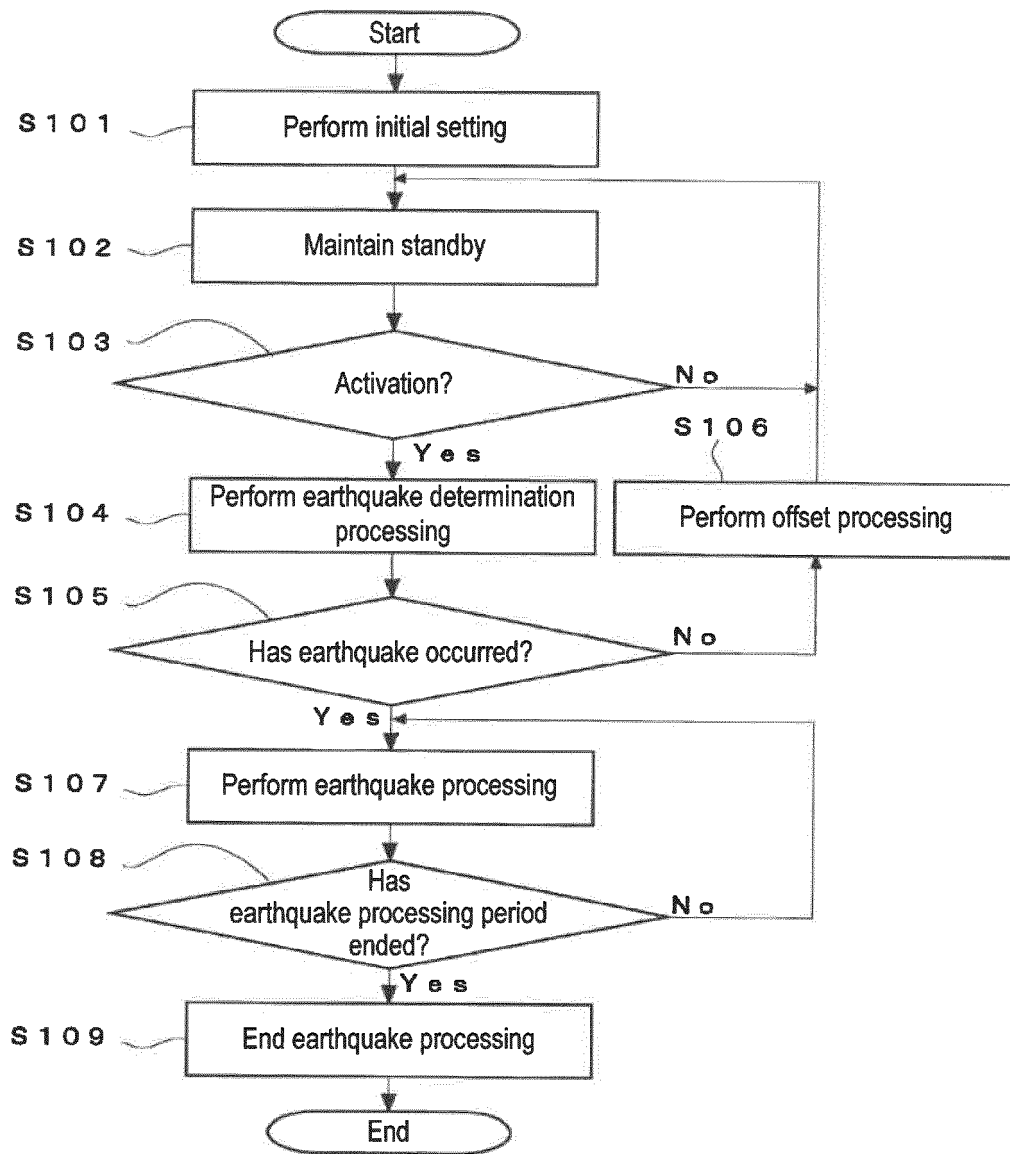 Start
S101
Perform initial setting
S102
Maintain standby
S103
Activation?
No
Yes
S106
S104
Perform earthquake determination
processing
Perform offset processing
S105
Has earthquake occurred?
No
Yes
S107
Perform earthquake processing
S108
Has
earthquake processing period
ended?
No
Yes
S109
End earthquake processing
End